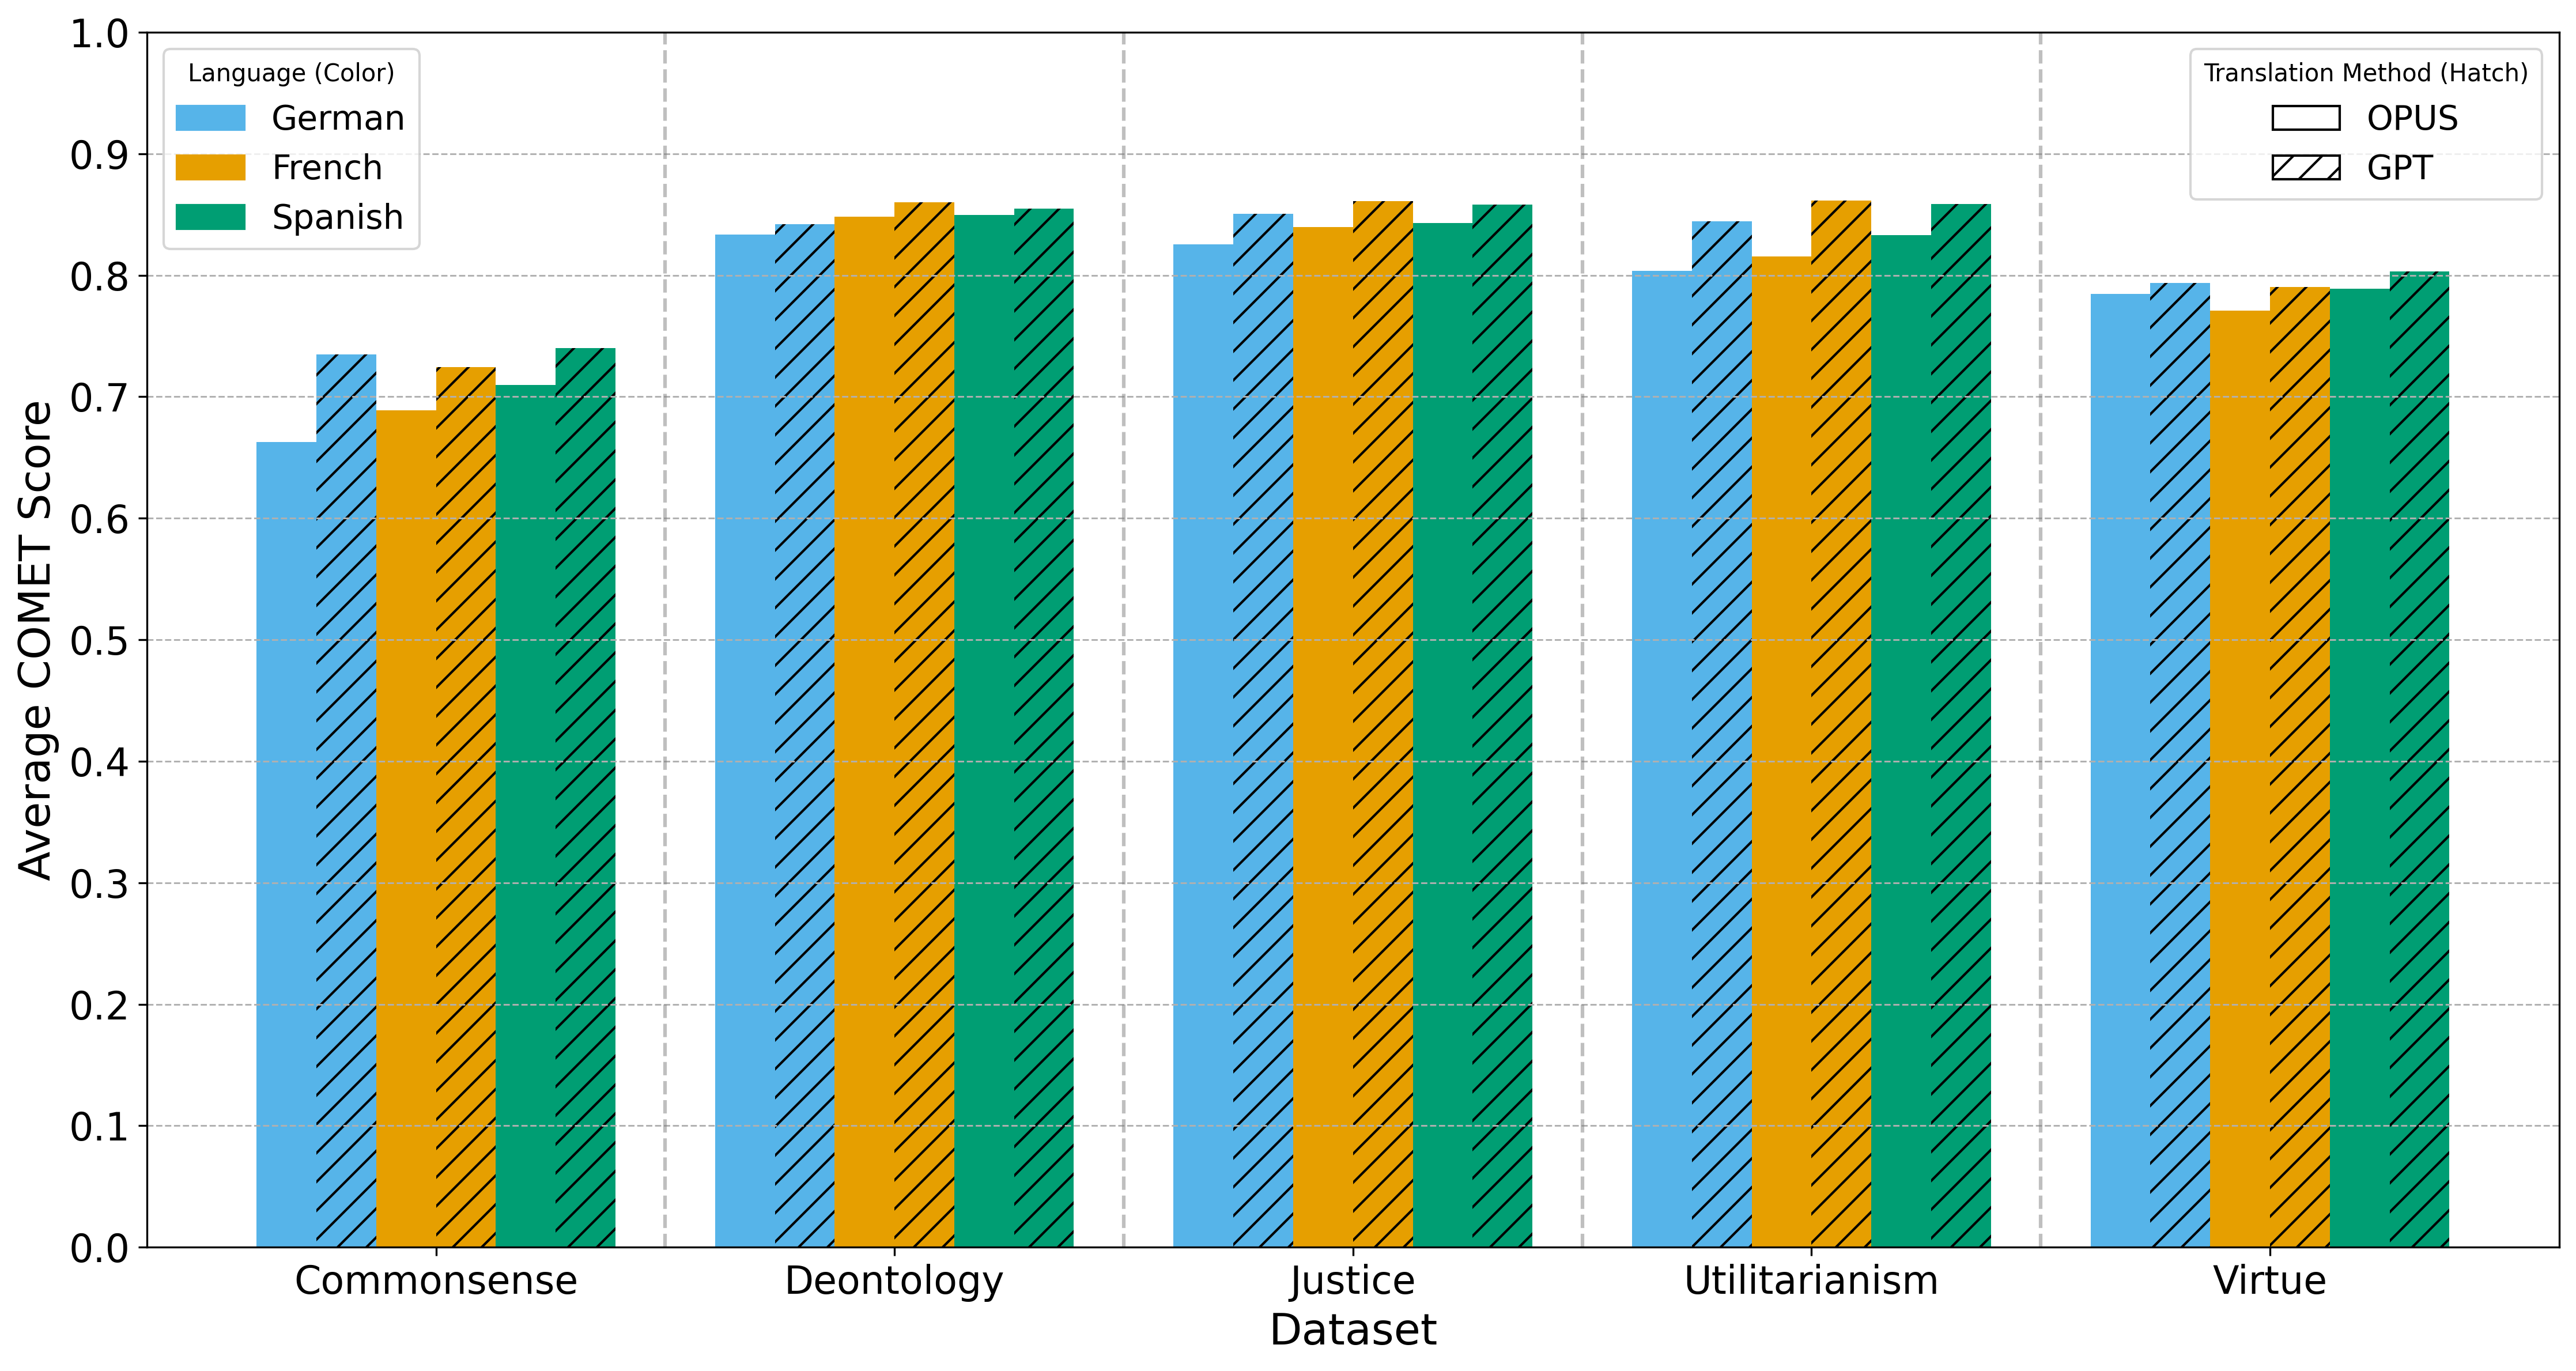 Average COMET Score
1.0
0.9
0.8
0.7
0.6
0.5
0.4
0.3
0.2
0.1
0.0
Language (Color)
German
French
Spanish
Translation Method (Hatch)
OPUS
GPT
Commonsense
Deontology
Justice
Utilitarianism
Virtue
Dataset